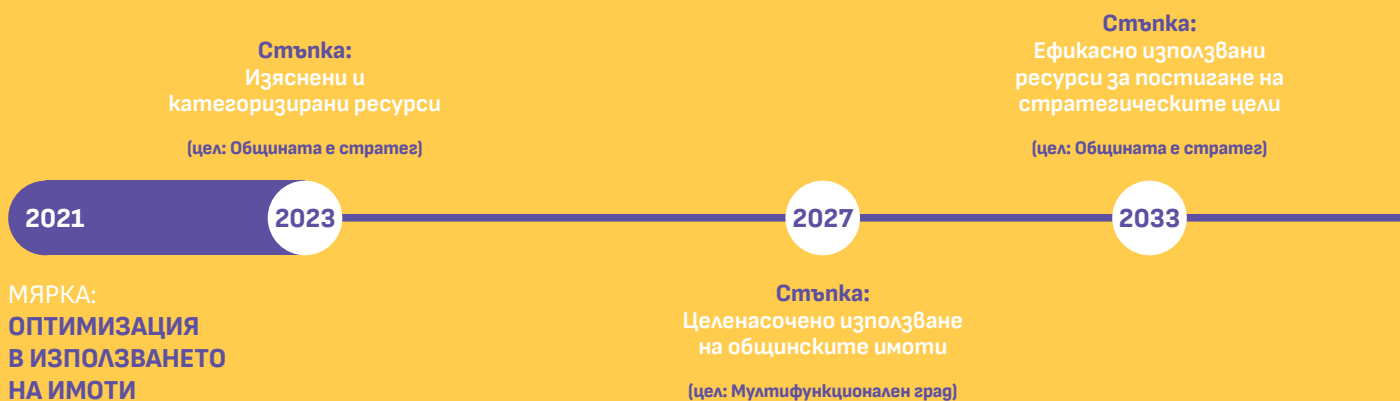 Стъпка:
Изяснени и
категоризирани ресурси
(цел: Общината е стратег)
Стъпка:
Ефикасно използвани
ресурси за постигане на
стратегическите цели
(цел: Общината е стратег)
2021
2023
2027
2033
МЯРКА:
ОПТИМИЗАЦИЯ
В ИЗПОЛЗВАНЕТО
НА ИМОТИ
Стъпка:
Целенасочено използване
на общинските имоти
(цел: Мултифункционален град)